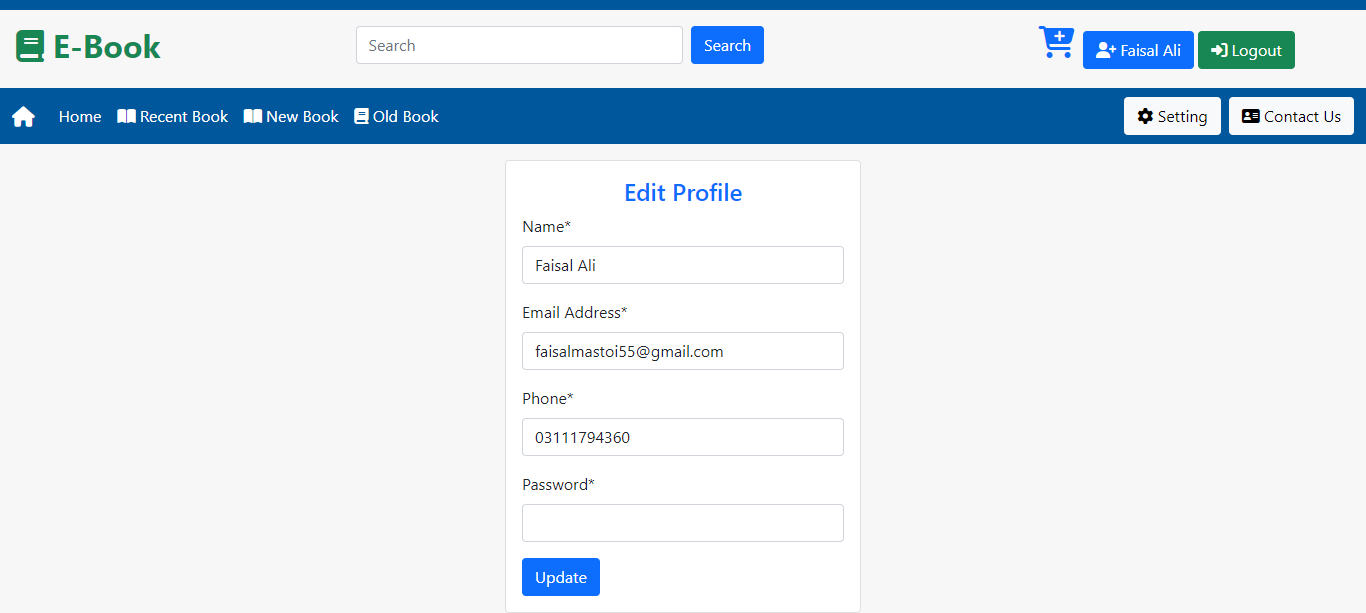 E-Book
Search Search
Faisal Ali Logout
Home Recent Book New Book Old Book
Setting Contact Us
Edit Profile
Name*
Faisal Ali
Email Address*
faisalmastoi55@gmail.com
Phone*
03111794360
Password*
Update